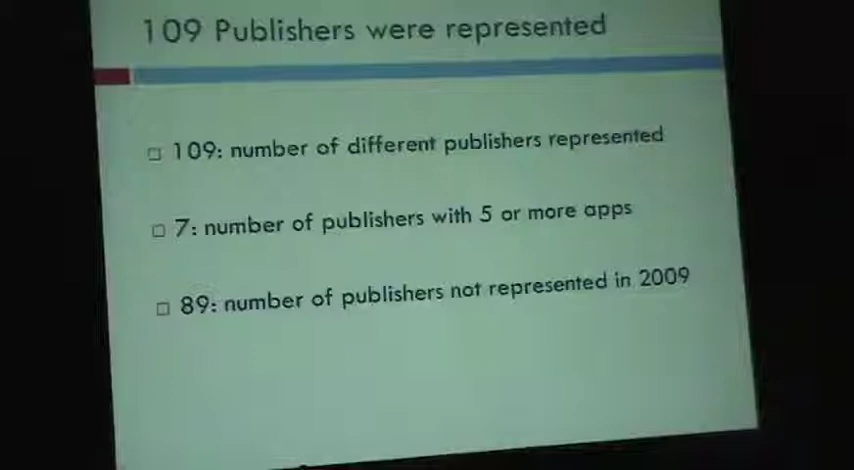 109 Publishers were represented
109: number of different publishers represented
7: number of publishers with 5 or more apps
89: number of publishers not represented in 2009